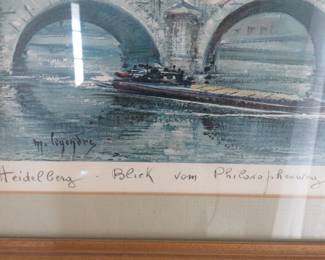 M. Legendre
Heidelberg - Blick vom Philosophenweg